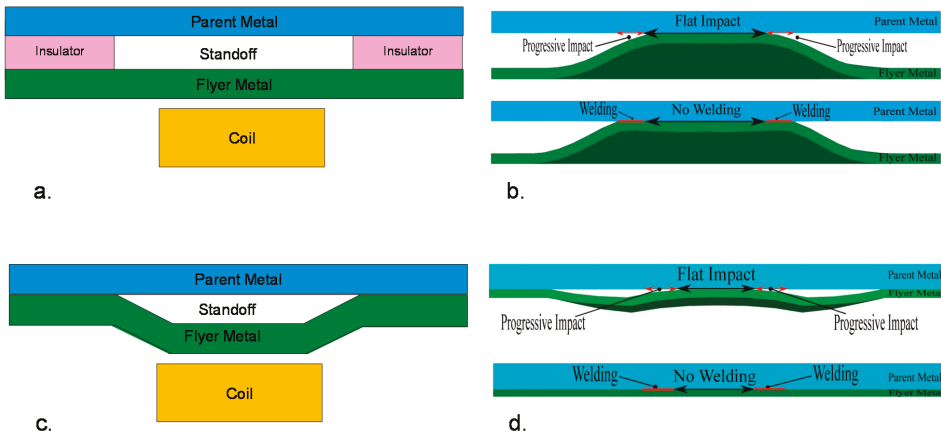 Parent Metal
Insulator
Standoff
Insulator
Flyer Metal
Coil
a.
Flat Impact
Parent Metal
Progressive Impact
Progressive Impact
Flyer Metal
Welding
No Welding
Welding
Parent Metal
Flyer Metal
b.
Parent Metal
Standoff
Flyer Metal
Coil
c.
Flat Impact
Parent Metal
Flyer Metal
Progressive Impact
Progressive Impact
Welding
No Welding
Welding
Parent Metal
Flyer Metal
d.